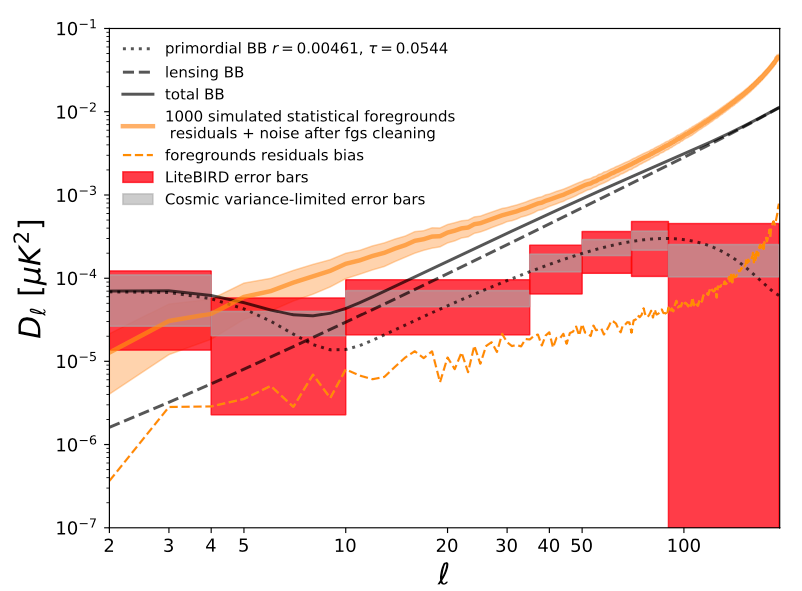 10⁻¹
10⁻²
10⁻³
10⁻⁴
10⁻⁵
10⁻⁶
10⁻⁷
D_ℓ [μK²]
primordial BB r = 0.00461, τ = 0.0544
lensing BB
total BB
1000 simulated statistical foregrounds
residuals + noise after fgs cleaning
foregrounds residuals bias
LiteBIRD error bars
Cosmic variance-limited error bars
2 3 4 5 10 20 30 40 50 100
ℓ